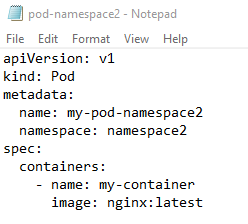 pod-namespace2 - Notepad
File Edit Format View Help
apiVersion: v1
kind: Pod
metadata:
  name: my-pod-namespace2
  namespace: namespace2
spec:
  containers:
    - name: my-container
      image: nginx:latest